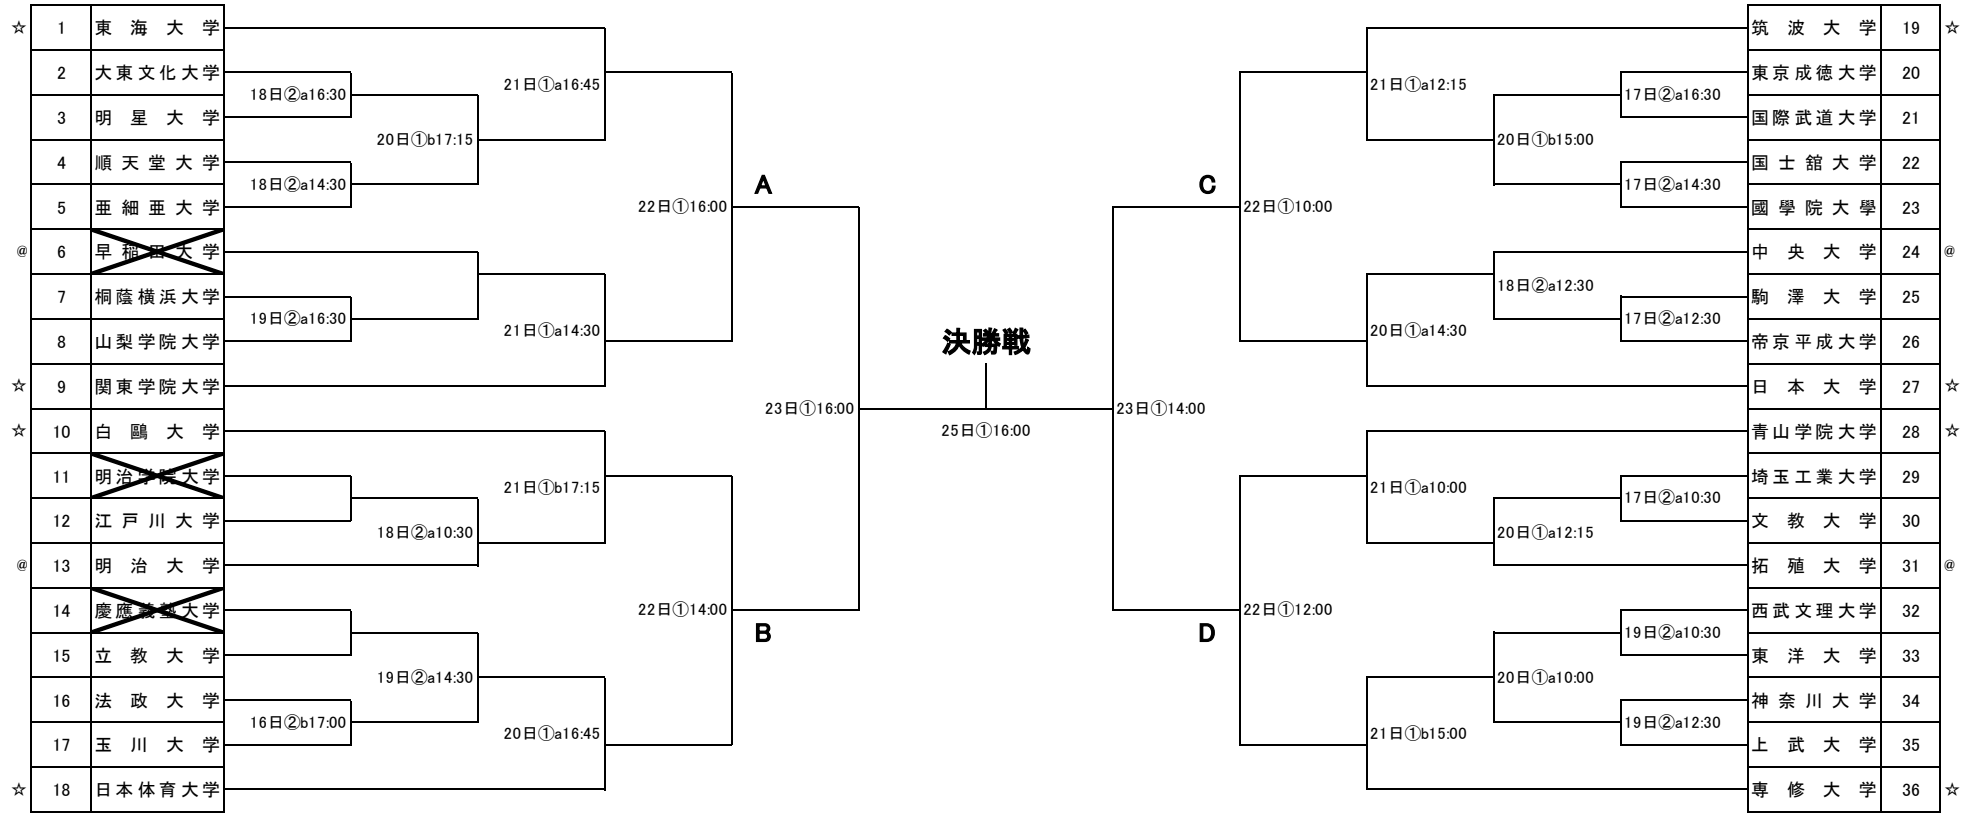 ☆ 1 東海大学
2 大東文化大学
3 明星大学
4 順天堂大学
5 亜細亜大学
@ 6 早稲田大学
7 桐蔭横浜大学
8 山梨学院大学
☆ 9 関東学院大学
☆ 10 白鷗大学
11 明治学院大学
12 江戸川大学
@ 13 明治大学
14 慶應義塾大学
15 立教大学
16 法政大学
17 玉川大学
☆ 18 日本体育大学
18日②a16:30
18日②a14:30
19日②a16:30
16日②b17:00
20日①b17:15
18日②a10:30
19日②a14:30
21日①a16:45
21日①a14:30
21日①b17:15
20日①a16:45
22日①16:00
22日①14:00
A
B
23日①16:00
決勝戦
25日①16:00
23日①14:00
C
D
22日①10:00
22日①12:00
21日①a12:15
20日①a14:30
21日①a10:00
21日①b15:00
20日①b15:00
18日②a12:30
20日①a12:15
20日①a10:00
17日②a16:30
17日②a14:30
17日②a12:30
17日②a10:30
19日②a10:30
19日②a12:30
筑波大学 19 ☆
東京成徳大学 20
国際武道大学 21
国士舘大学 22
國學院大學 23
中央大学 24 @
駒澤大学 25
帝京平成大学 26
日本大学 27 ☆
青山学院大学 28 ☆
埼玉工業大学 29
文教大学 30
拓殖大学 31 @
西武文理大学 32
東洋大学 33
神奈川大学 34
上武大学 35
専修大学 36 ☆